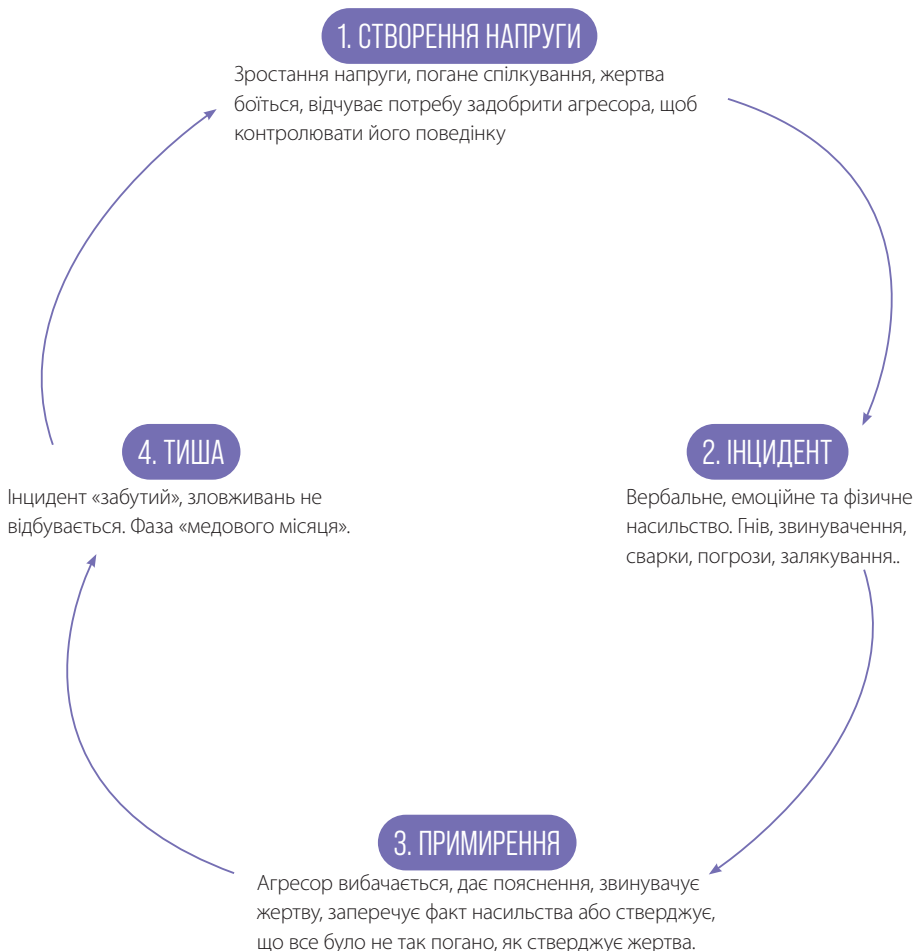 1. СТВОРЕННЯ НАПРУГИ
Зростання напруги, погане спілкування, жертва
боїться, відчуває потребу задобрити агресора, щоб
контролювати його поведінку
2. ІНЦИДЕНТ
Вербальне, емоційне та фізичне
насильство. Гнів, звинувачення,
сварки, погрози, залякування..
3. ПРИМИРЕННЯ
Агресор вибачається, дає пояснення, звинувачує
жертву, заперечує факт насильства або стверджує,
що все було не так погано, як стверджує жертва.
4. ТИША
Інцидент «забутий», зловживань не
відбувається. Фаза «медового місяця».